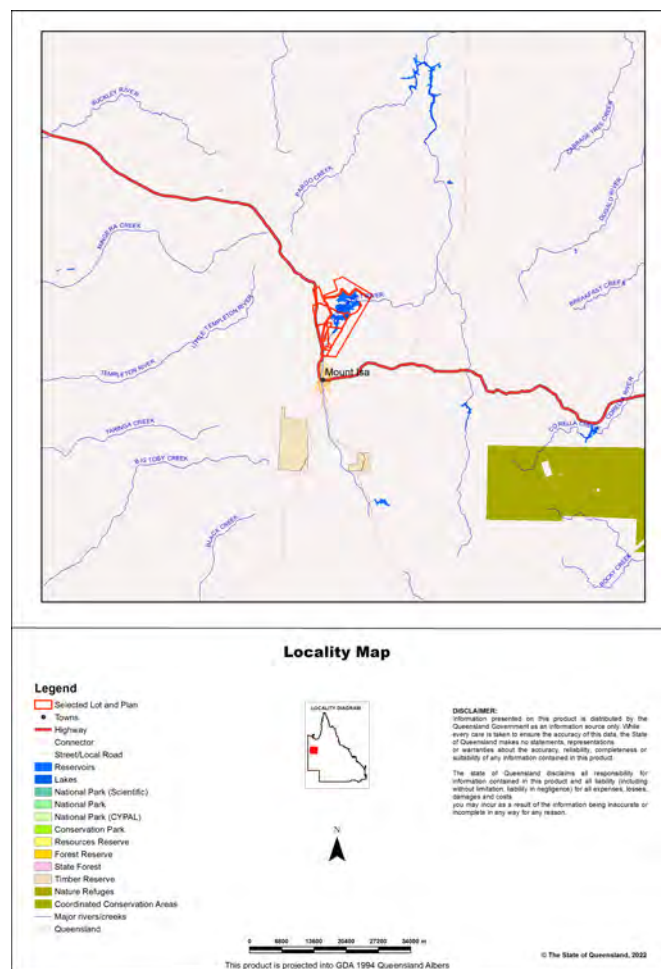 BUCKLEY RIVER
CABBAGE TREE CREEK
PAROO CREEK
DUGALD RIVER
MINGERA CREEK
BREAKFAST CREEK
RIVER
LITTLE TEMPLETON RIVER
TEMPLETON RIVER
Mount Isa
CORELLA RIVER
YARINGA CREEK
BIG TOBY CREEK
BLACK CREEK
ROCKY CREEK
Locality Map
Legend
Selected Lot and Plan
Towns
Highway
Connector
Street/Local Road
Reservoirs
Lakes
National Park (Scientific)
National Park
National Park (CYPAL)
Conservation Park
Resources Reserve
Forest Reserve
State Forest
Timber Reserve
Nature Refuges
Coordinated Conservation Areas
Major rivers/creeks
Queensland
LOCALITY DIAGRAM
N
DISCLAIMER:
Information presented on this product is distributed by the
Queensland Government as an information source only. While
every care is taken to ensure the accuracy of this data, the State
of Queensland makes no statements, representations
or warranties about the accuracy, reliability, completeness or
suitability of any information contained in this product.
The state of Queensland disclaims all responsibility for
information contained in this product and all liability (including
without limitation, liability in negligence) for all expenses, losses,
damages and costs
you may incur as a result of the information being inaccurate or
incomplete in any way for any reason.
0 6800 13600 20400 27200 34000 m
This product is projected into GDA 1994 Queensland Albers
© The State of Queensland, 2022